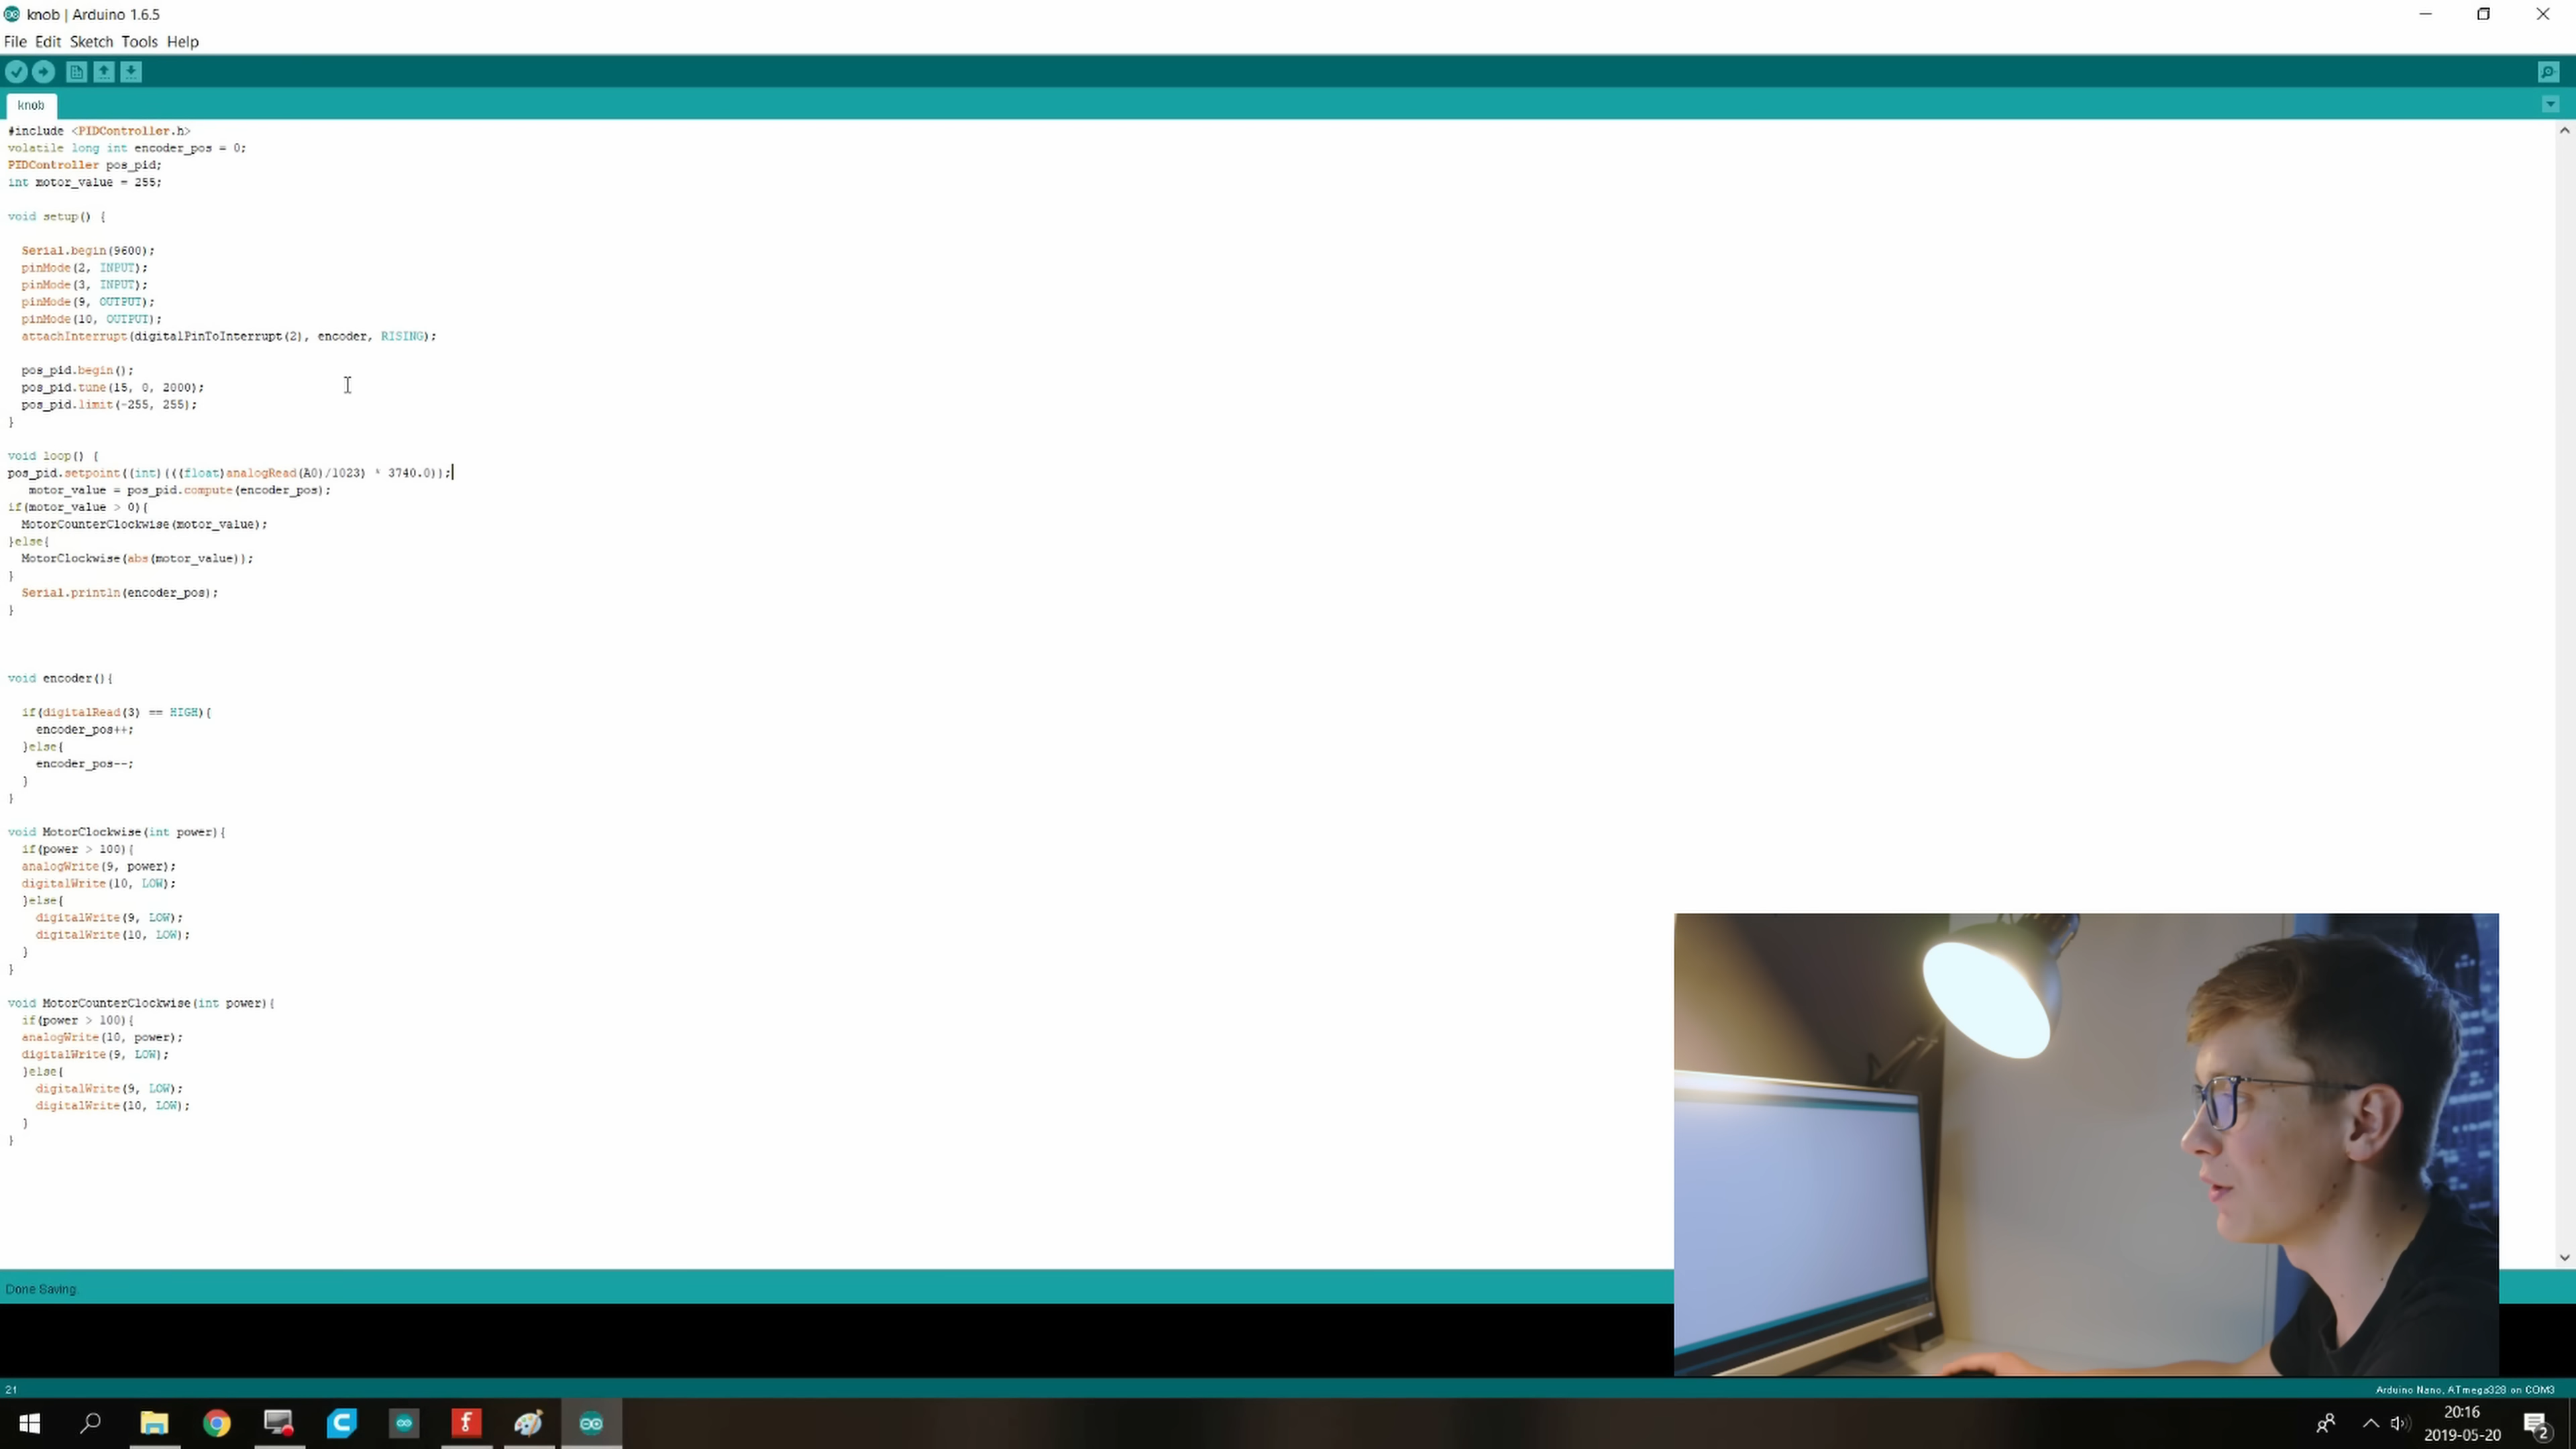 knob | Arduino 1.6.5
File Edit Sketch Tools Help
knob
#include <PIDController.h>
volatile long int encoder_pos = 0;
PIDController pos_pid;
int motor_value = 255;
void setup() {
Serial.begin(9600);
pinMode(2, INPUT);
pinMode(3, INPUT);
pinMode(9, OUTPUT);
pinMode(10, OUTPUT);
attachInterrupt(digitalPinToInterrupt(2), encoder, RISING);
pos_pid.begin();
pos_pid.tune(15, 0, 2000);
pos_pid.limit(-255, 255);
}
void loop() {
pos_pid.setpoint((int)(((float)analogRead(A0)/1023) * 3740.0));
motor_value = pos_pid.compute(encoder_pos);
if(motor_value > 0){
MotorCounterClockwise(motor_value);
}else{
MotorClockwise(abs(motor_value));
}
Serial.println(encoder_pos);
}
void encoder(){
if(digitalRead(3) == HIGH){
encoder_pos++;
}else{
encoder_pos--;
}
}
void MotorClockwise(int power){
if(power > 100){
analogWrite(9, power);
digitalWrite(10, LOW);
}else{
digitalWrite(9, LOW);
digitalWrite(10, LOW);
}
}
void MotorCounterClockwise(int power){
if(power > 100){
analogWrite(10, power);
digitalWrite(9, LOW);
}else{
digitalWrite(9, LOW);
digitalWrite(10, LOW);
}
}
Done Saving.
21
Arduino Nano, ATmega328 on COM3
20:16
2019-05-20
2